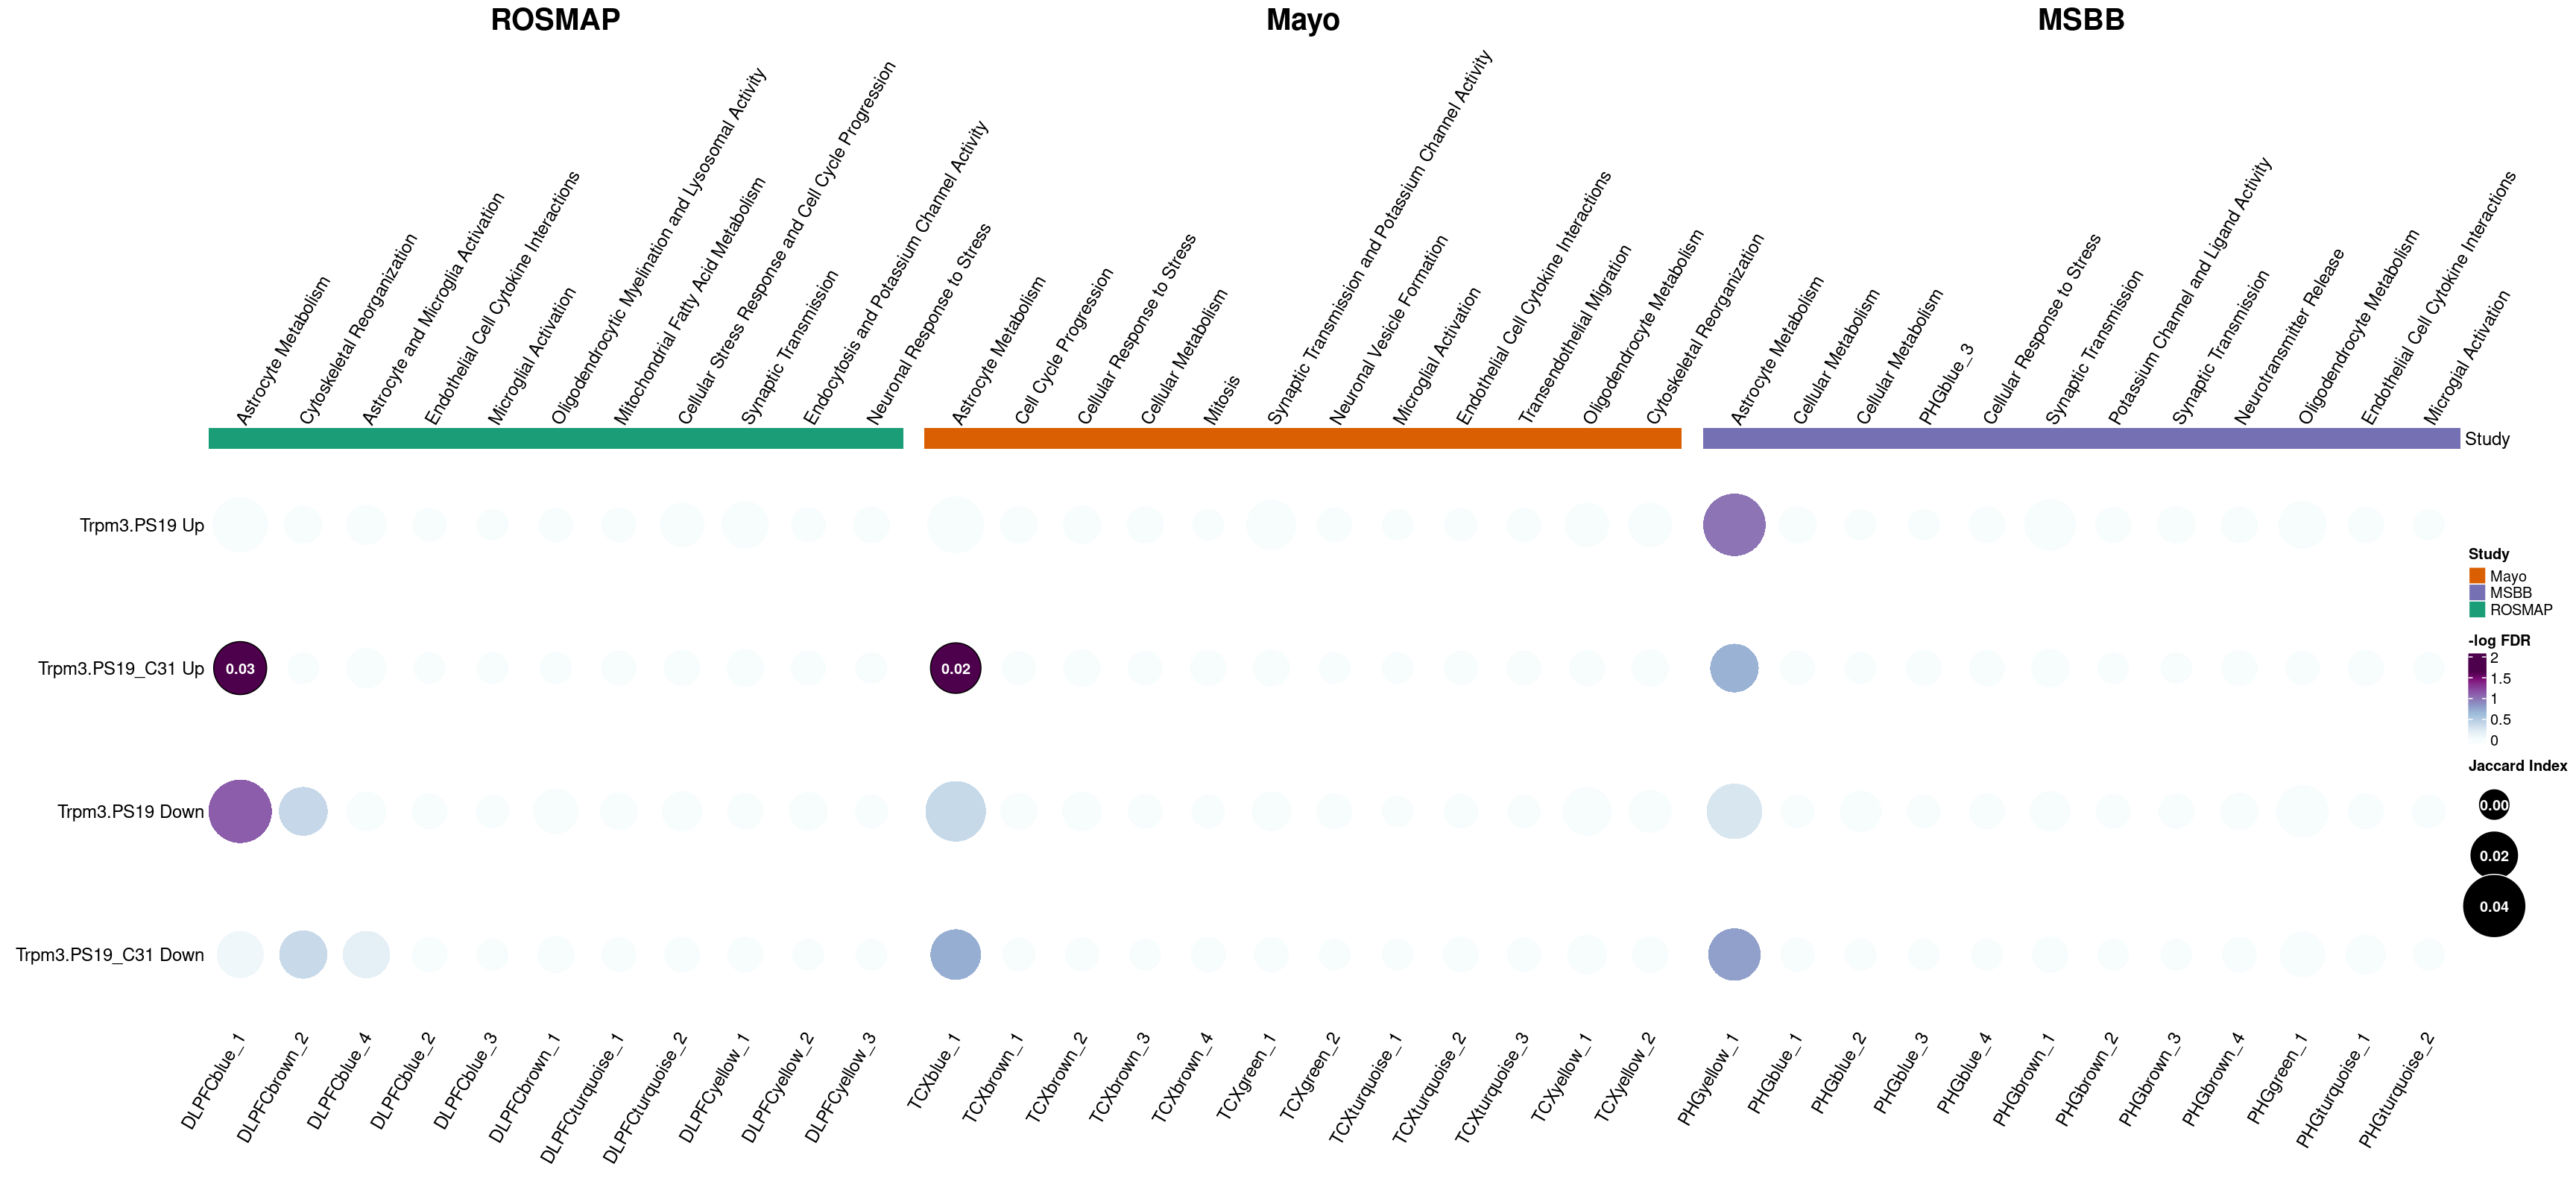 ROSMAP
Mayo
MSBB
Astrocyte Metabolism
Cytoskeletal Reorganization
Astrocyte and Microglia Activation
Endothelial Cell Cytokine Interactions
Microglial Activation
Oligodendrocytic Myelination and Lysosomal Activity
Mitochondrial Fatty Acid Metabolism
Cellular Stress Response and Cell Cycle Progression
Synaptic Transmission
Endocytosis and Potassium Channel Activity
Neuronal Response to Stress
Astrocyte Metabolism
Cell Cycle Progression
Cellular Response to Stress
Cellular Metabolism
Mitosis
Synaptic Transmission and Potassium Channel Activity
Neuronal Vesicle Formation
Microglial Activation
Endothelial Cell Cytokine Interactions
Transendothelial Migration
Oligodendrocyte Metabolism
Cytoskeletal Reorganization
Astrocyte Metabolism
Cellular Metabolism
Cellular Metabolism
PHGblue_3
Cellular Response to Stress
Synaptic Transmission
Potassium Channel and Ligand Activity
Synaptic Transmission
Neurotransmitter Release
Oligodendrocyte Metabolism
Endothelial Cell Cytokine Interactions
Microglial Activation
Study
Trpm3.PS19 Up
Trpm3.PS19_C31 Up
0.03
0.02
Trpm3.PS19 Down
Trpm3.PS19_C31 Down
DLPFCblue_1
DLPFCbrown_2
DLPFCblue_4
DLPFCblue_2
DLPFCblue_3
DLPFCbrown_1
DLPFCturquoise_1
DLPFCturquoise_2
DLPFCyellow_1
DLPFCyellow_2
DLPFCyellow_3
TCXblue_1
TCXbrown_1
TCXbrown_2
TCXbrown_3
TCXbrown_4
TCXgreen_1
TCXgreen_2
TCXturquoise_1
TCXturquoise_2
TCXturquoise_3
TCXyellow_1
TCXyellow_2
PHGyellow_1
PHGblue_1
PHGblue_2
PHGblue_3
PHGblue_4
PHGbrown_1
PHGbrown_2
PHGbrown_3
PHGbrown_4
PHGgreen_1
PHGturquoise_1
PHGturquoise_2
Study
Mayo
MSBB
ROSMAP
-log FDR
2
1.5
1
0.5
0
Jaccard Index
0.00
0.02
0.04